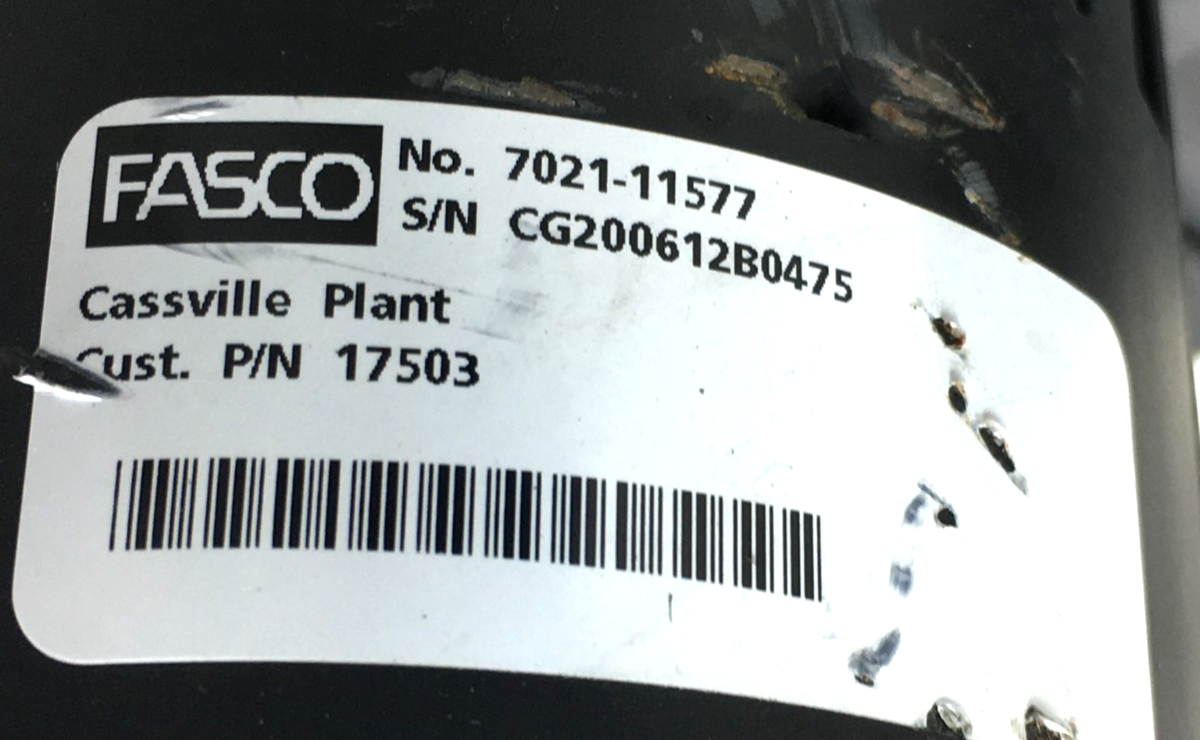 FASCO
No. 7021-11577
S/N CG200612B0475
Cassville Plant
Cust. P/N 17503